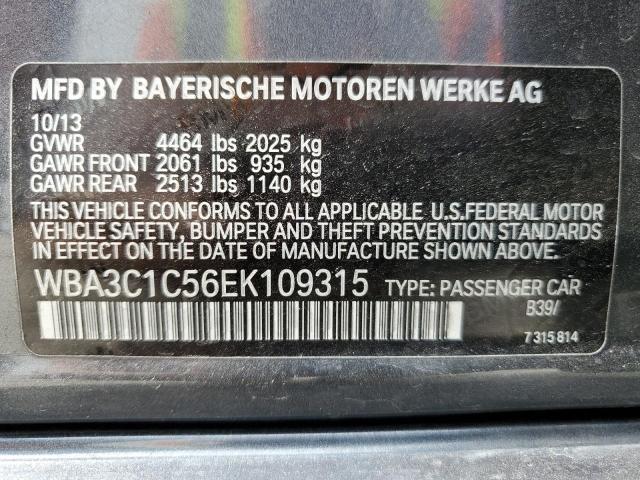 MFD BY BAYERISCHE MOTOREN WERKE AG
10/13
GVWR 4464 lbs 2025 kg
GAWR FRONT 2061 lbs 935 kg
GAWR REAR 2513 lbs 1140 kg
THIS VEHICLE CONFORMS TO ALL APPLICABLE U.S.FEDERAL MOTOR
VEHICLE SAFETY, BUMPER AND THEFT PREVENTION STANDARDS
IN EFFECT ON THE DATE OF MANUFACTURE SHOWN ABOVE.
WBA3C1C56EK109315 TYPE: PASSENGER CAR
B39/
7 315 814